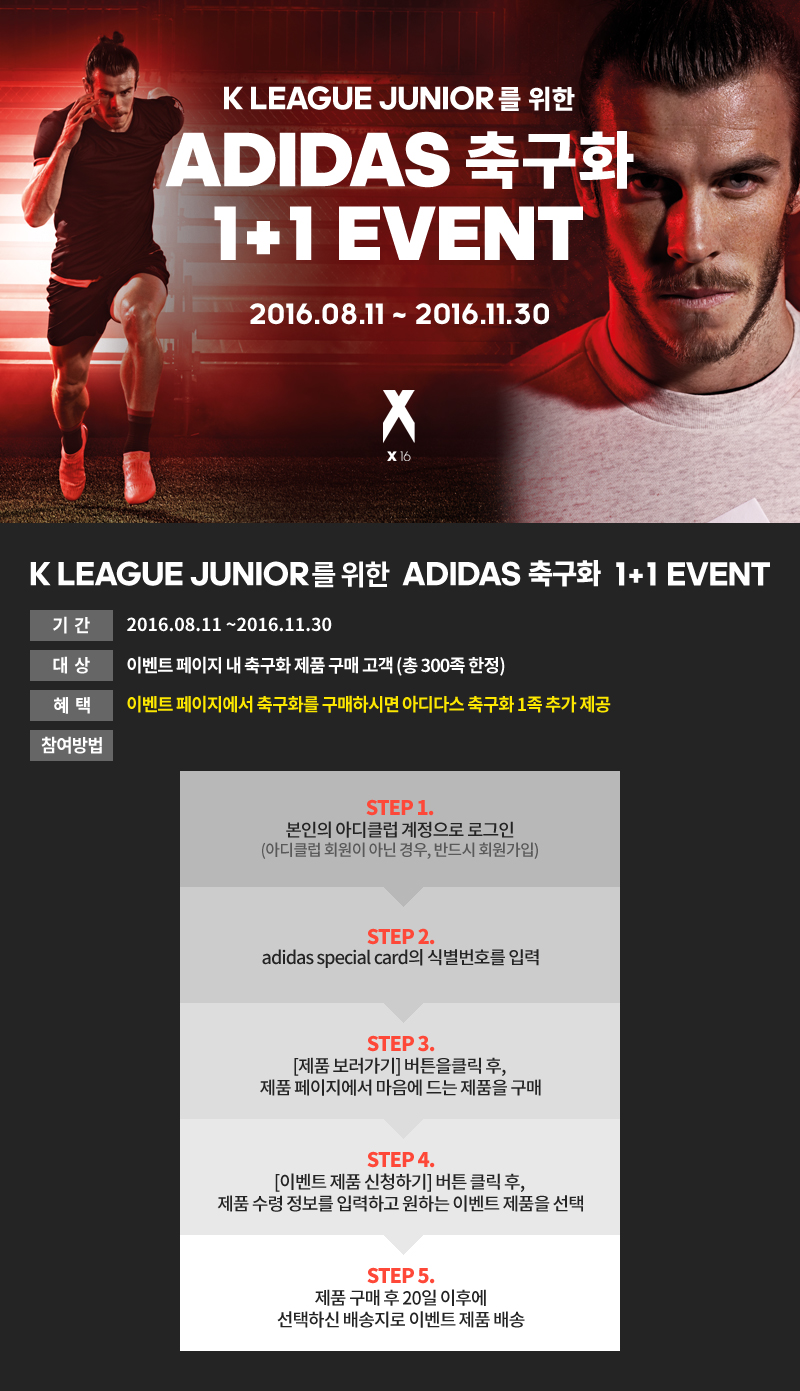 K LEAGUE JUNIOR를 위한
ADIDAS 축구화
1+1 EVENT
2016.08.11 ~ 2016.11.30
X 16
K LEAGUE JUNIOR를 위한 ADIDAS 축구화 1+1 EVENT
기 간 2016.08.11 ~2016.11.30
대 상 이벤트 페이지 내 축구화 제품 구매 고객 (총 300족 한정)
혜 택 이벤트 페이지에서 축구화를 구매하시면 아디다스 축구화 1족 추가 제공
참여방법
STEP 1.
본인의 아디클럽 계정으로 로그인
(아디클럽 회원이 아닌 경우, 반드시 회원가입)
STEP 2.
adidas special card의 식별번호를 입력
STEP 3.
[제품 보러가기] 버튼을클릭 후,
제품 페이지에서 마음에 드는 제품을 구매
STEP 4.
[이벤트 제품 신청하기] 버튼 클릭 후,
제품 수령 정보를 입력하고 원하는 이벤트 제품을 선택
STEP 5.
제품 구매 후 20일 이후에
선택하신 배송지로 이벤트 제품 배송